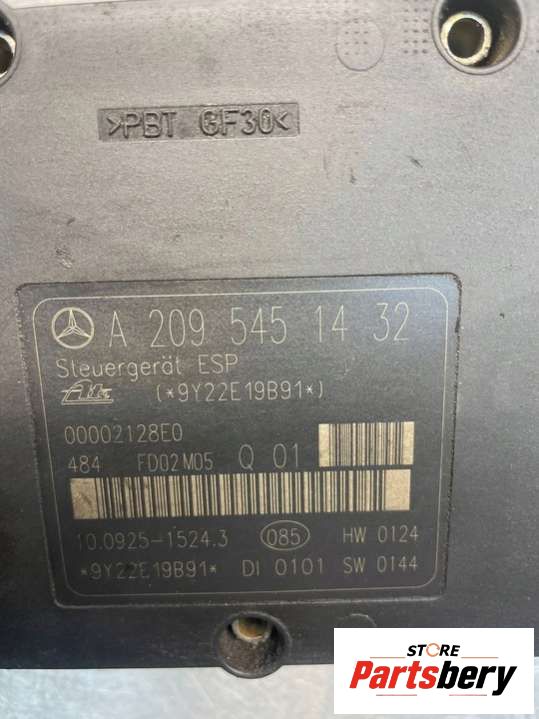 >PBT GF30<
A 209 545 14 32
Steuergerät ESP
Ate (*9Y22E19B91*)
00002128E0
484 FD02M05 Q 01
10.0925-1524.3 085 HW 0124
*9Y22E19B91* DI 0101 SW 0144
STORE
Partsbery